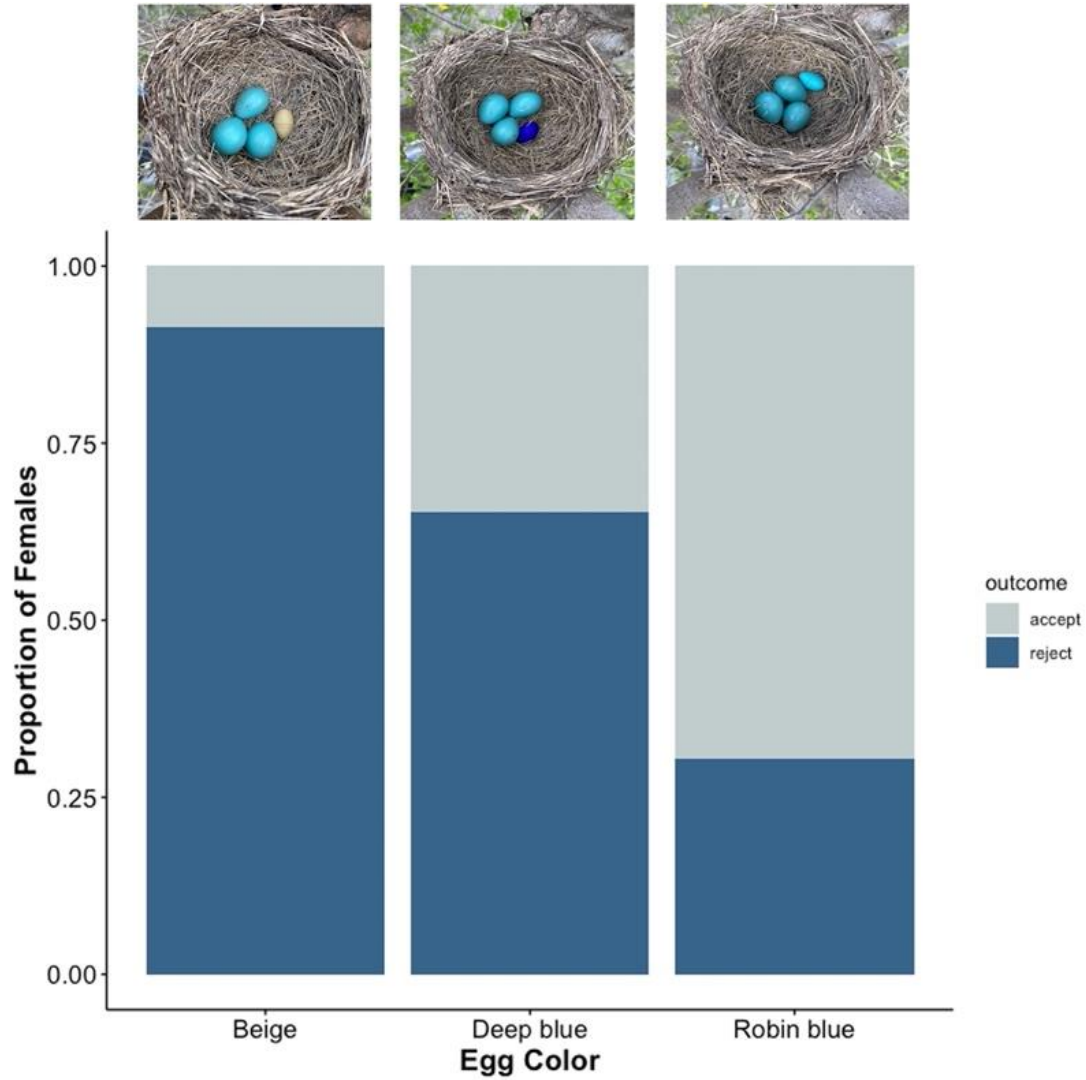 1.00
0.75
0.50
0.25
0.00
Proportion of Females
Beige
Deep blue
Robin blue
Egg Color
outcome
accept
reject